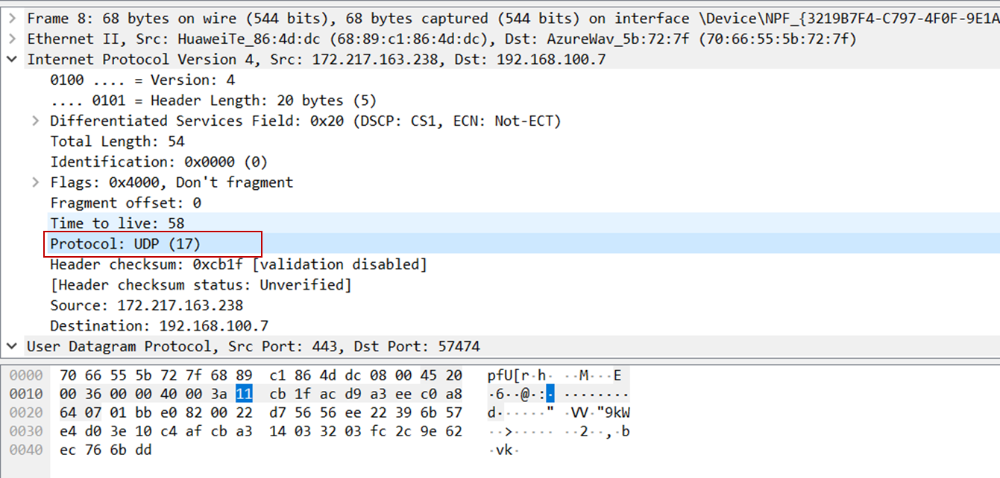 Frame 8: 68 bytes on wire (544 bits), 68 bytes captured (544 bits) on interface \Device\NPF_{3219B7F4-C797-4F0F-9E1A
Ethernet II, Src: HuaweiTe_86:4d:dc (68:89:c1:86:4d:dc), Dst: AzureWav_5b:72:7f (70:66:55:5b:72:7f)
Internet Protocol Version 4, Src: 172.217.163.238, Dst: 192.168.100.7
0100 .... = Version: 4
.... 0101 = Header Length: 20 bytes (5)
Differentiated Services Field: 0x20 (DSCP: CS1, ECN: Not-ECT)
Total Length: 54
Identification: 0x0000 (0)
Flags: 0x4000, Don't fragment
Fragment offset: 0
Time to live: 58
Protocol: UDP (17)
Header checksum: 0xcb1f [validation disabled]
[Header checksum status: Unverified]
Source: 172.217.163.238
Destination: 192.168.100.7
User Datagram Protocol, Src Port: 443, Dst Port: 57474
0000 70 66 55 5b 72 7f 68 89 c1 86 4d dc 08 00 45 20 pfU[r·h· ··M···E
0010 00 36 00 00 40 00 3a 11 cb 1f ac d9 a3 ee c0 a8 ·6··@·:· ········
0020 64 07 01 bb e0 82 00 22 d7 56 56 ee 22 39 6b 57 d······" ·VV·"9kW
0030 e4 d0 3e 10 c4 af cb a3 14 03 32 03 fc 2c 9e 62 ··>····· ··2··,·b
0040 ec 76 6b dd ·vk·